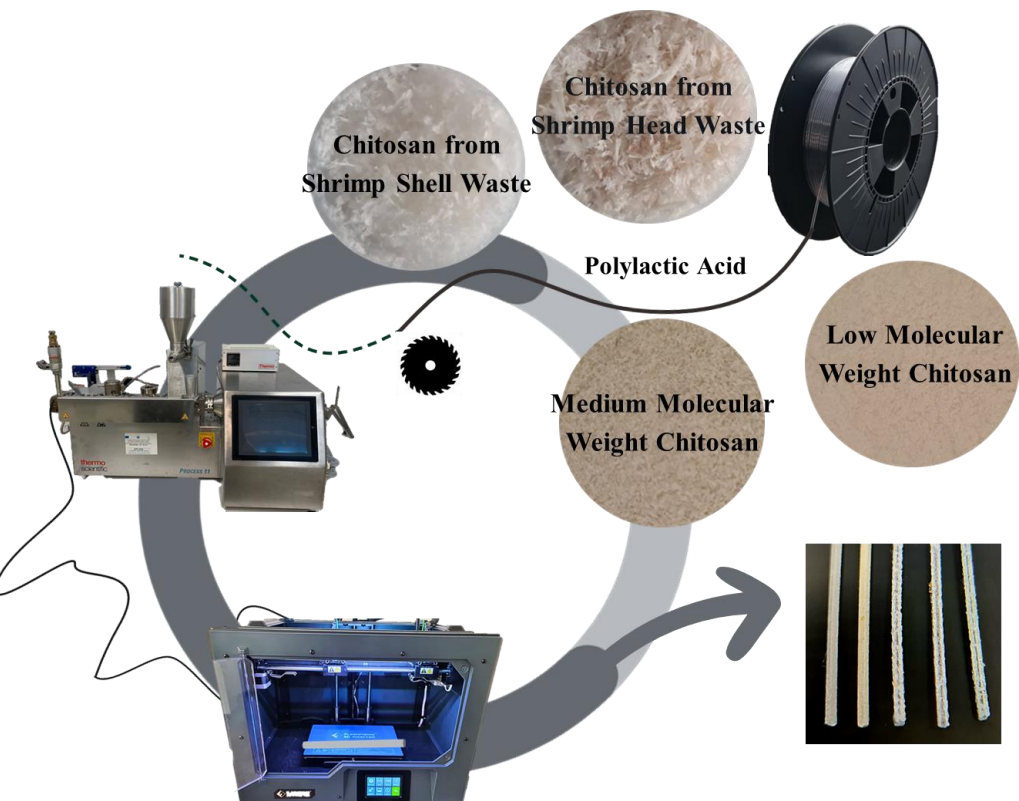 Chitosan from
Shrimp Head Waste
Chitosan from
Shrimp Shell Waste
Polylactic Acid
Low Molecular
Weight Chitosan
Medium Molecular
Weight Chitosan
Thermo
thermo
scientific
PROCESS 11